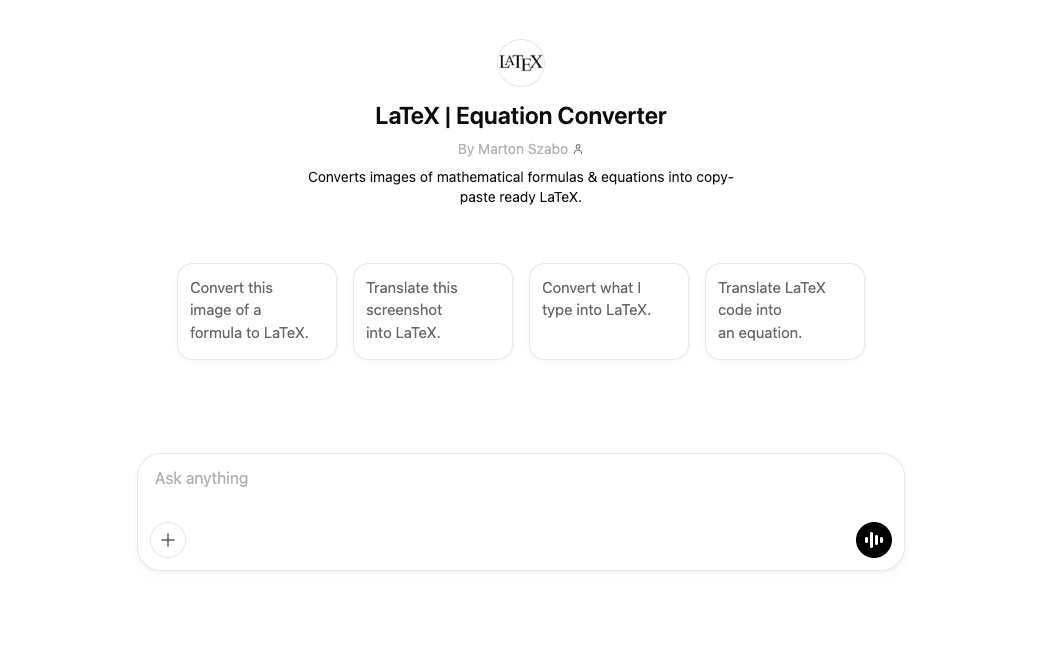 LATEX
LaTeX | Equation Converter
By Marton Szabo
Converts images of mathematical formulas & equations into copy-
paste ready LaTeX.
Convert this
image of a
formula to LaTeX.
Translate this
screenshot
into LaTeX.
Convert what I
type into LaTeX.
Translate LaTeX
code into
an equation.
Ask anything